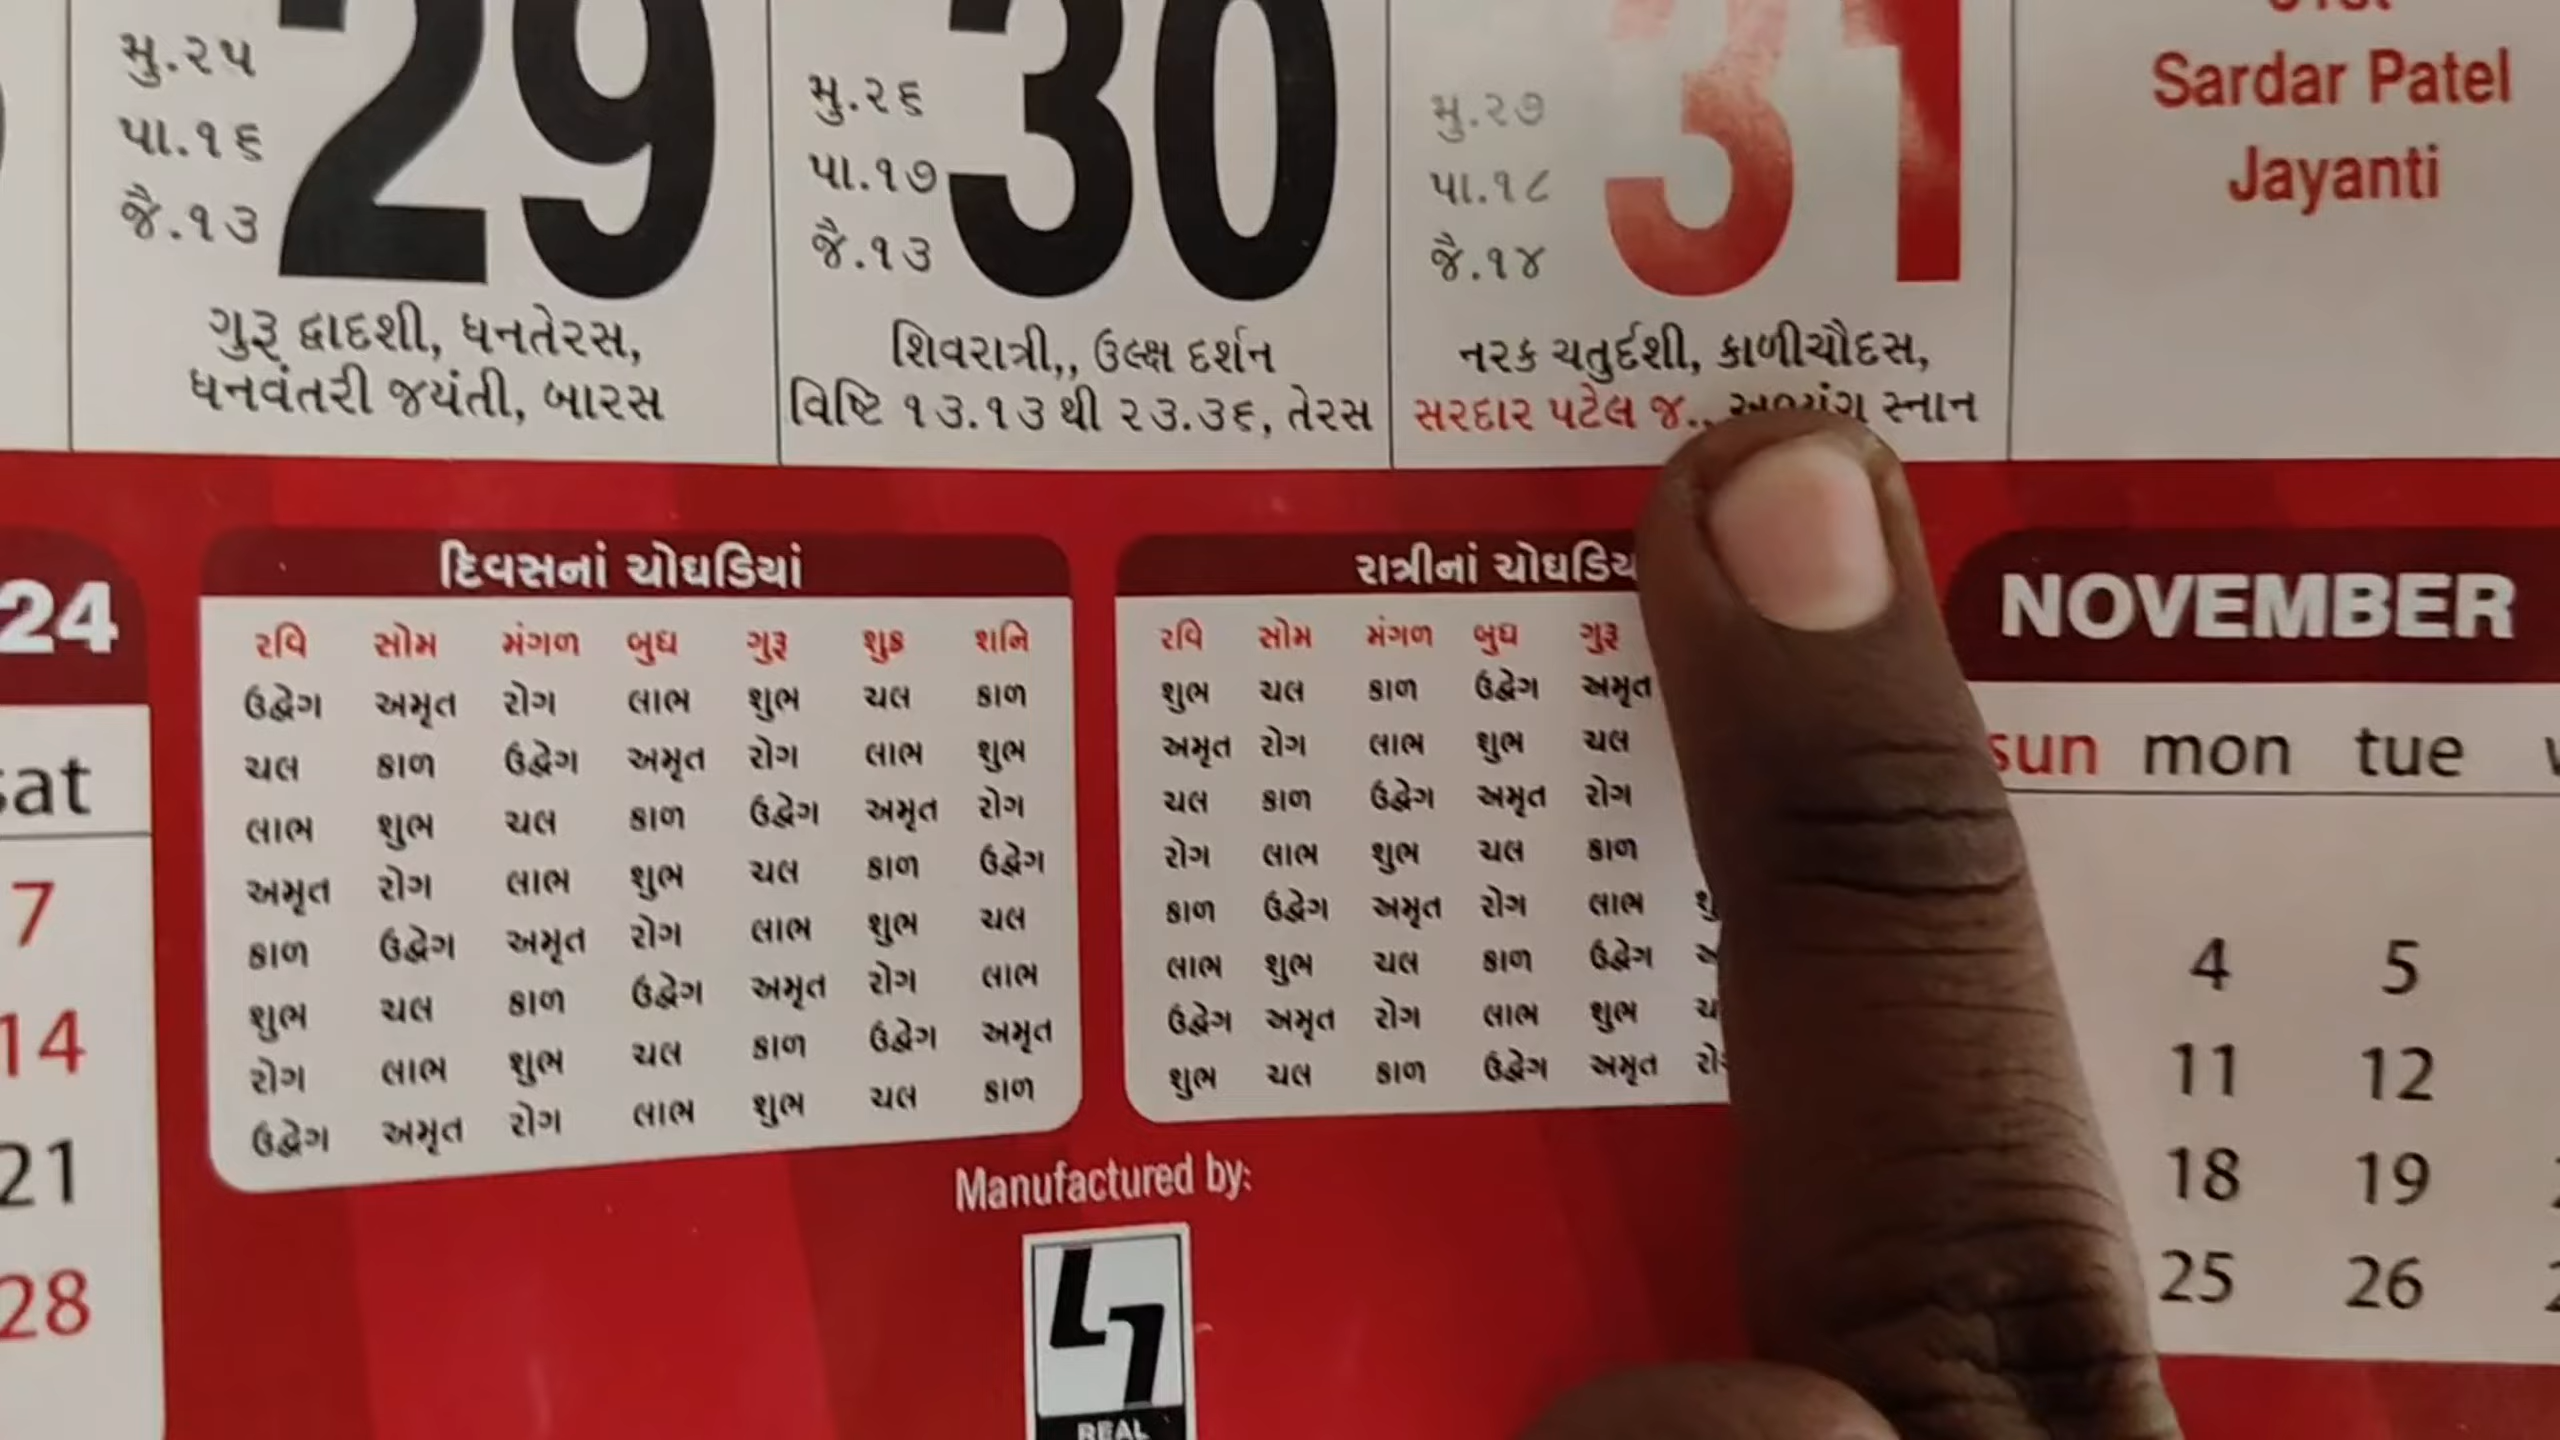 મુ.૨૫
પા.૧૬
જૈ.૧૩
29
ગુરૂ દ્વાદશી, ધનતેરસ,
ધનવંતરી જયંતી, બારસ
મુ.૨૬
પા.૧૭
જૈ.૧૩
30
શિવરાત્રી,, ઉલ્ક્ષ દર્શન
વિષ્ટિ ૧૩.૧૩ થી ૨૩.૩૬, તેરસ
મુ.૨૭
પા.૧૮
જૈ.૧૪
31
નરક ચતુર્દશી, કાળીચૌદસ,
સરદાર પટેલ જ.. સ્નાન
Sardar Patel
Jayanti
24
sat
7
14
21
28
દિવસનાં ચોઘડિયાં
રવિ સોમ મંગળ બુધ ગુરૂ શુક્ર શનિ
ઉદ્વેગ અમૃત રોગ લાભ શુભ ચલ કાળ
ચલ કાળ ઉદ્વેગ અમૃત રોગ લાભ શુભ
લાભ શુભ ચલ કાળ ઉદ્વેગ અમૃત રોગ
અમૃત રોગ લાભ શુભ ચલ કાળ ઉદ્વેગ
કાળ ઉદ્વેગ અમૃત રોગ લાભ શુભ ચલ
શુભ ચલ કાળ ઉદ્વેગ અમૃત રોગ લાભ
રોગ લાભ શુભ ચલ કાળ ઉદ્વેગ અમૃત
ઉદ્વેગ અમૃત રોગ લાભ શુભ ચલ કાળ
રાત્રીનાં
રવિ સોમ મંગળ બુધ ગુરૂ
શુભ ચલ કાળ ઉદ્વેગ અમૃત
અમૃત રોગ લાભ શુભ ચલ
ચલ કાળ ઉદ્વેગ અમૃત રોગ
રોગ લાભ શુભ ચલ કાળ
કાળ ઉદ્વેગ અમૃત રોગ લાભ
લાભ શુભ ચલ કાળ ઉદ્વેગ
ઉદ્વેગ અમૃત રોગ લાભ શુભ
શુભ ચલ કાળ ઉદ્વેગ અમૃત
NOVEMBER
sun mon tue
4 5
11 12
18 19
25 26
Manufactured by:
REAL